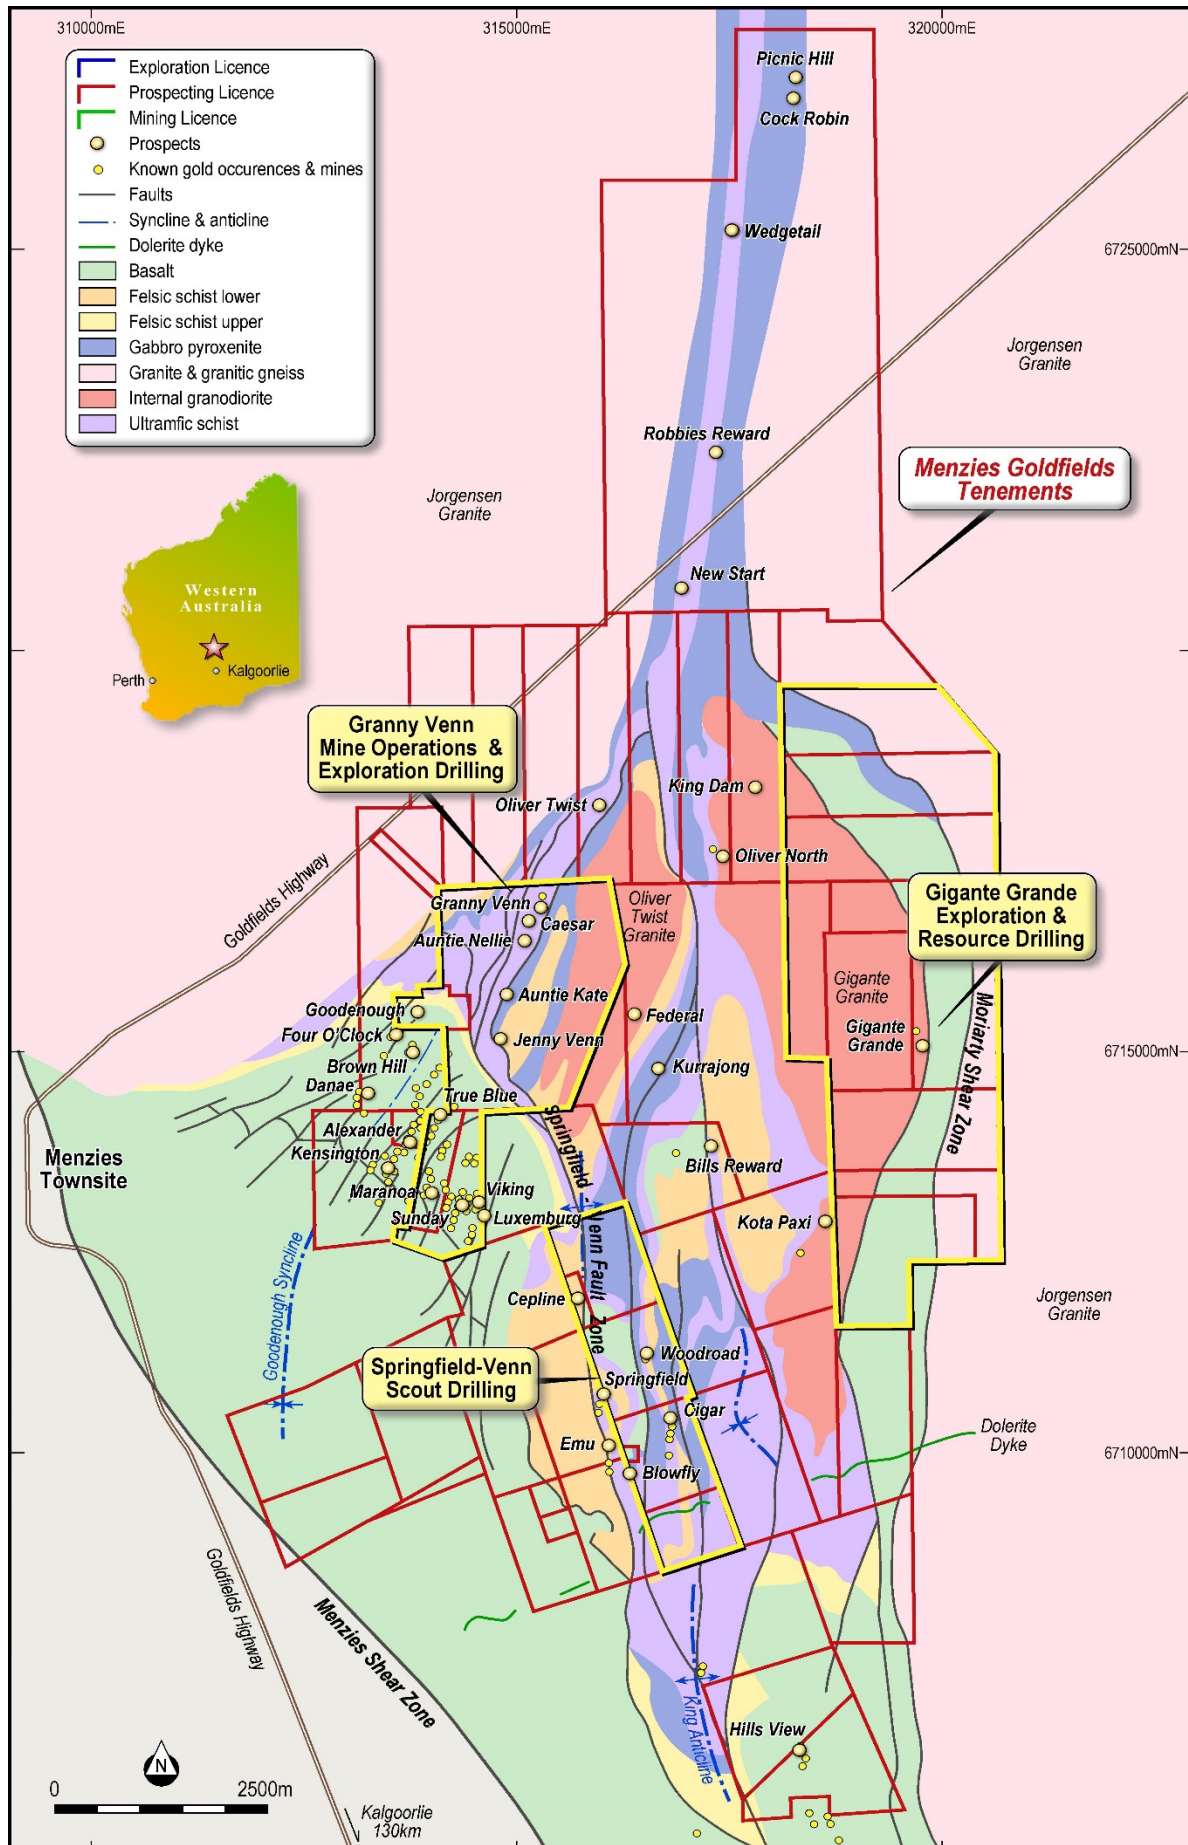 310000mE
315000mE
320000mE
Exploration Licence
Prospecting Licence
Mining Licence
Prospects
Known gold occurences & mines
Faults
Syncline & anticline
Dolerite dyke
Basalt
Felsic schist lower
Felsic schist upper
Gabbro pyroxenite
Granite & granitic gneiss
Internal granodiorite
Ultramfic schist
Picnic Hill
Cock Robin
Wedgetail
6725000mN
Jorgensen
Granite
Robbies Reward
Menzies Goldfields
Tenements
Jorgensen
Granite
Western
Australia
Kalgoorlie
Perth
New Start
Granny Venn
Mine Operations &
Exploration Drilling
King Dam
Oliver Twist
Oliver North
Goldfields Highway
Granny Venn
Caesar
Auntie Nellie
Oliver
Twist
Granite
Gigante Grande
Exploration &
Resource Drilling
Auntie Kate
Gigante
Granite
Goodenough
Federal
Four O'Clock
Jenny Venn
Gigante
Grande
Moriarty Shear Zone
6715000mN
Brown Hill
Kurrajong
Danae
True Blue
Alexander
Springfield - Venn Fault Zone
Kensington
Bills Reward
Menzies
Townsite
Maranoa
Viking
Sunday
Luxemburg
Kota Paxi
Goodenough Syncline
Cepline
Jorgensen
Granite
Woodroad
Springfield-Venn
Scout Drilling
Springfield
Cigar
Dolerite
Dyke
Emu
6710000mN
Blowfly
Goldfields Highway
Menzies Shear Zone
King Anticline
Hills View
N
0
2500m
Kalgoorlie
130km